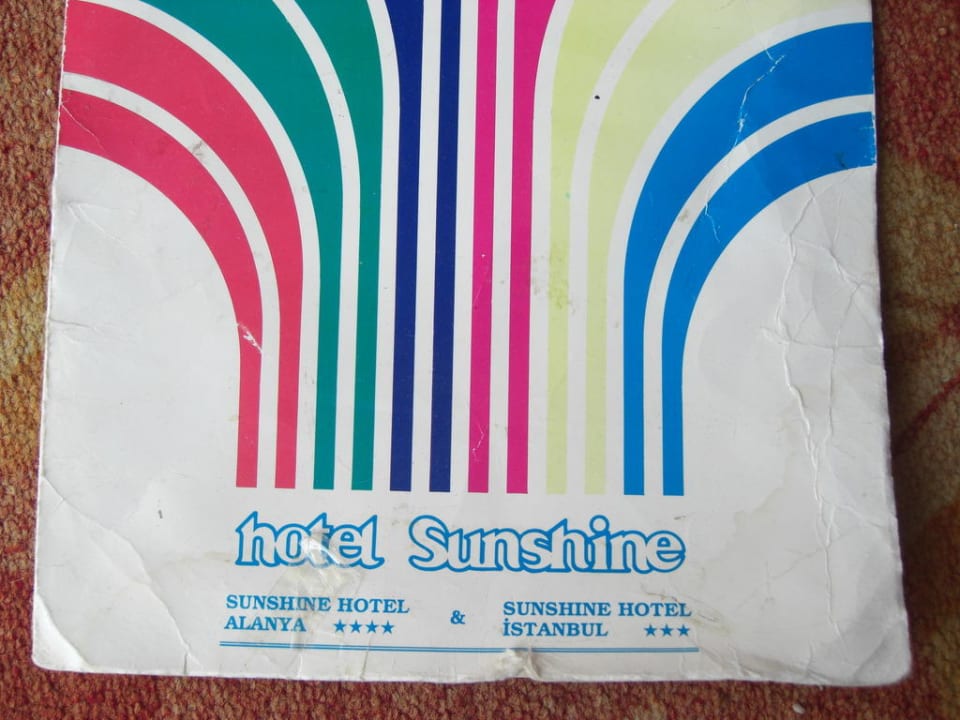 hotel Sunshine
SUNSHINE HOTEL & SUNSHINE HOTEL
ALANYA ★★★★ İSTANBUL ★★★